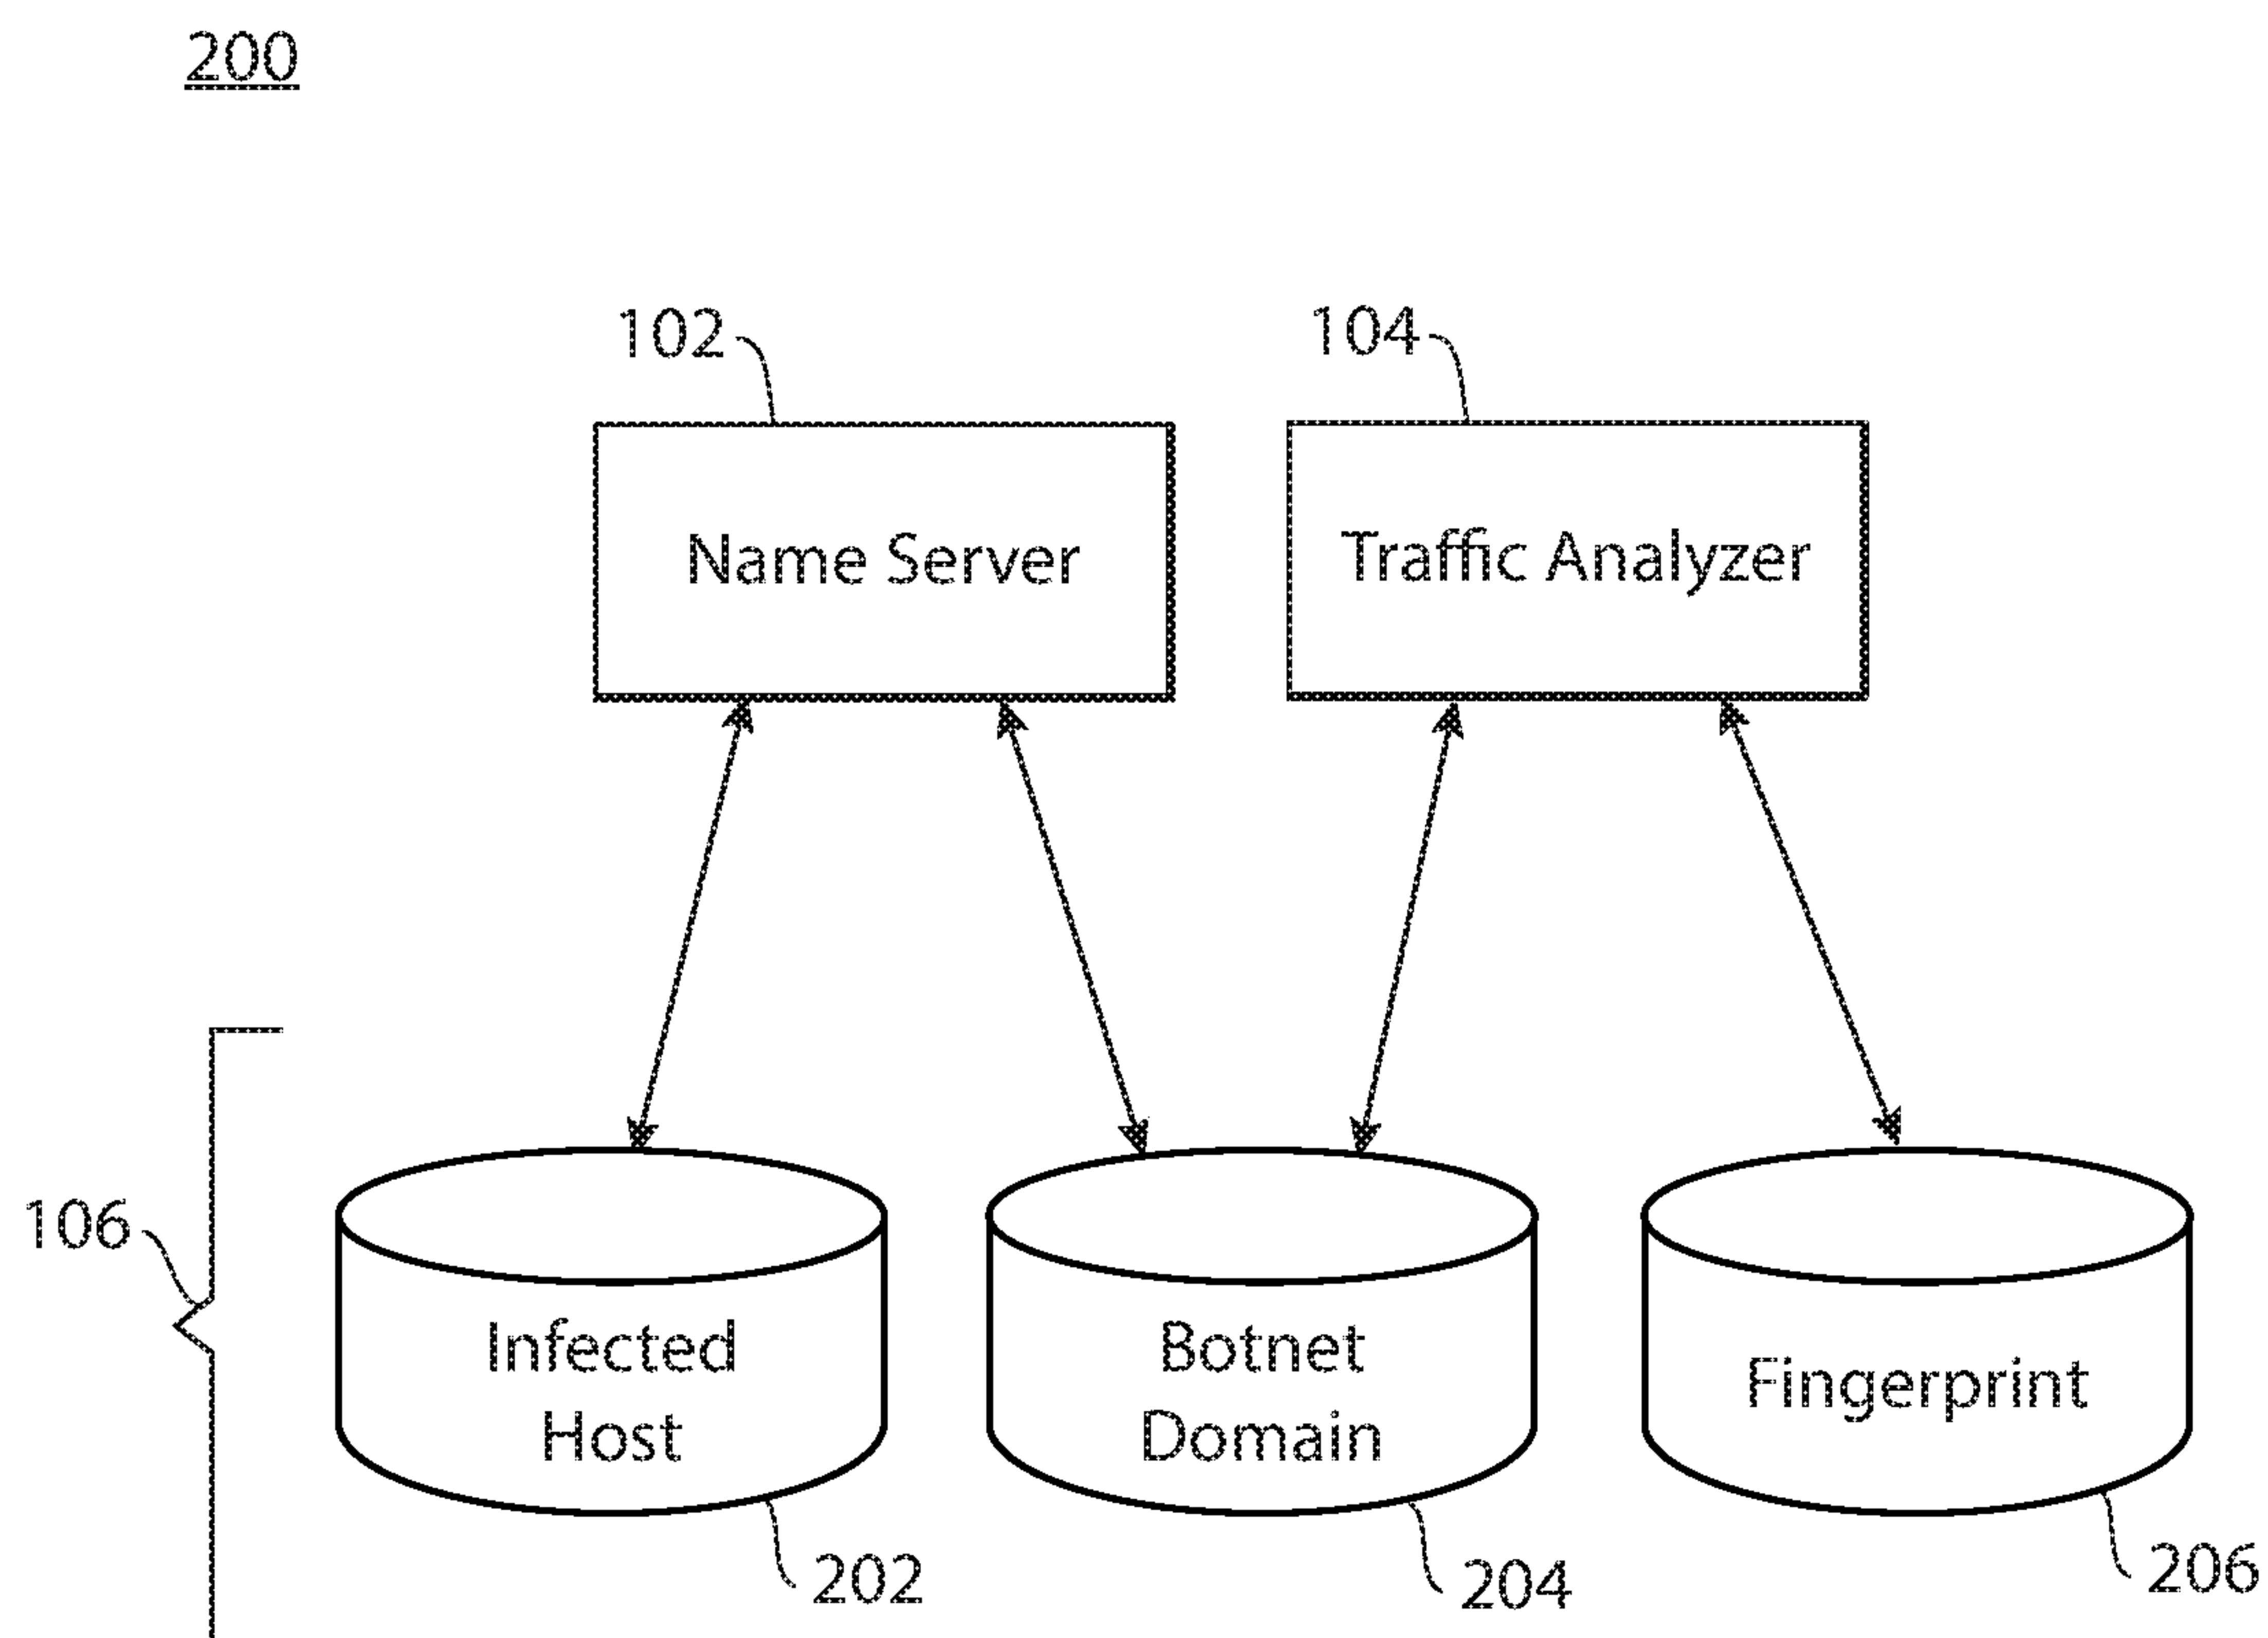 200
102
104
Name Server
Traffic Analyzer
106
Infected
Host
Botnet
Domain
Fingerprint
202
204
206